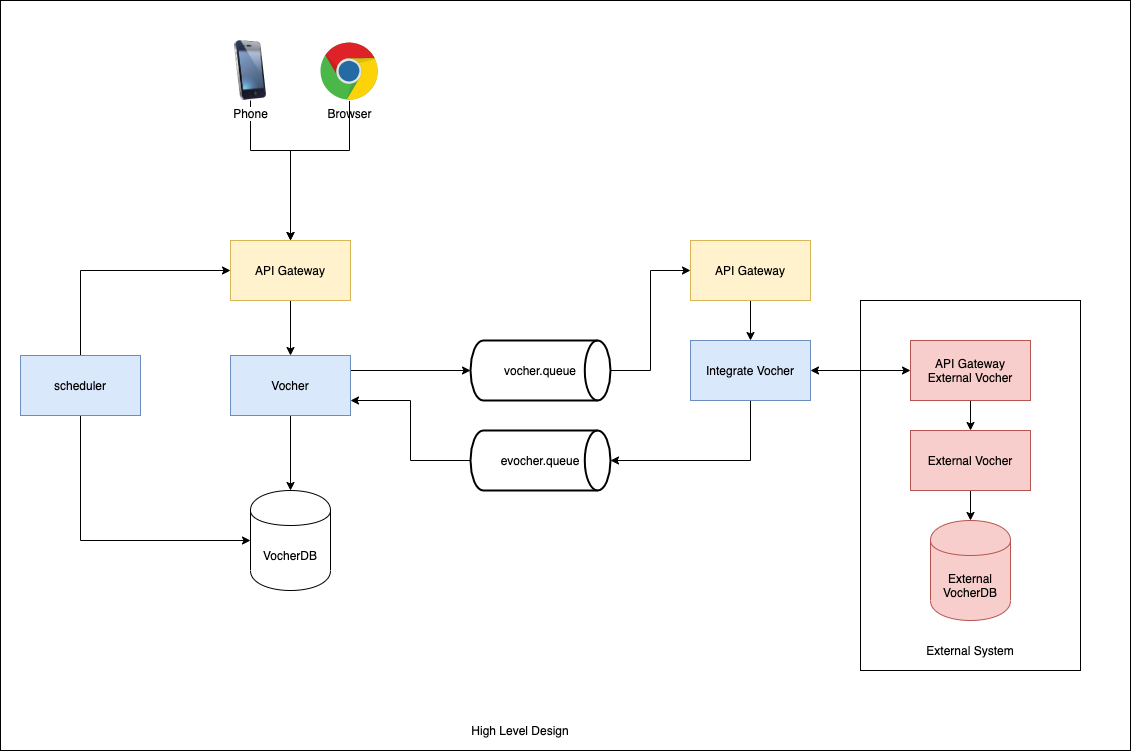 Phone
Browser
API Gateway
API Gateway
scheduler
Vocher
vocher.queue
Integrate Vocher
API Gateway
External Vocher
evocher.queue
External Vocher
VocherDB
External
VocherDB
External System
High Level Design